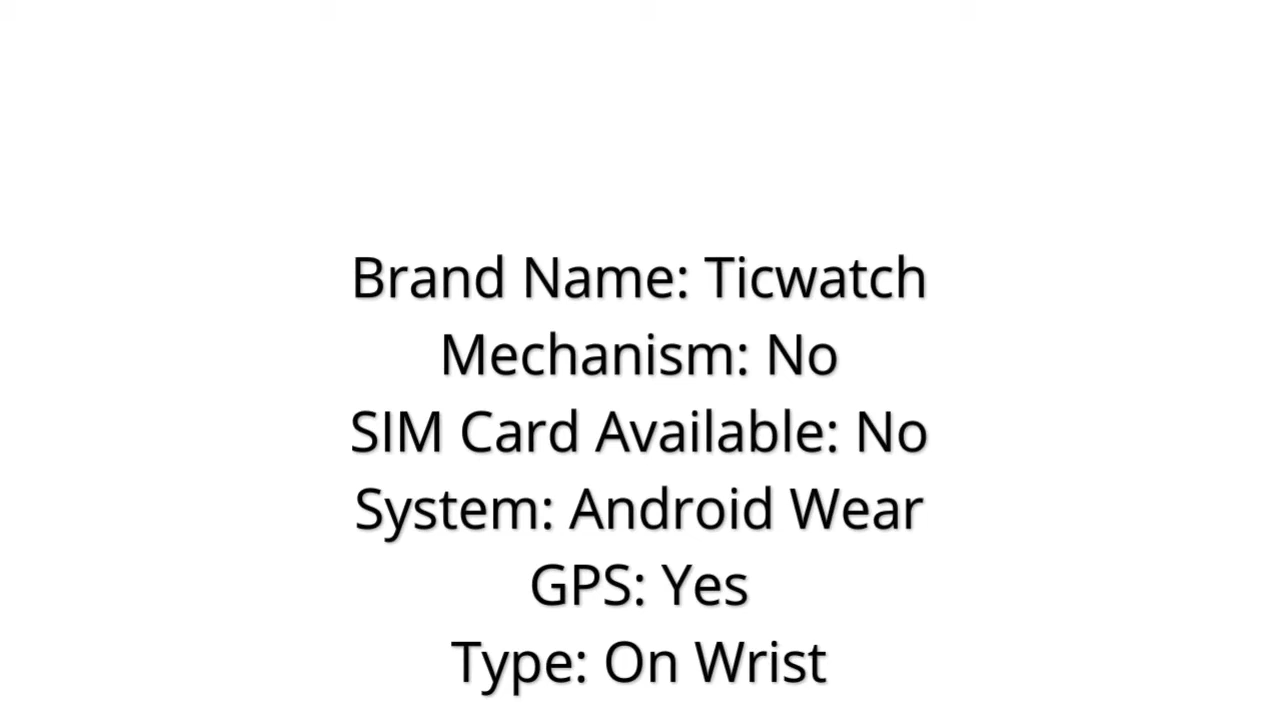 Brand Name: Ticwatch
Mechanism: No
SIM Card Available: No
System: Android Wear
GPS: Yes
Type: On Wrist